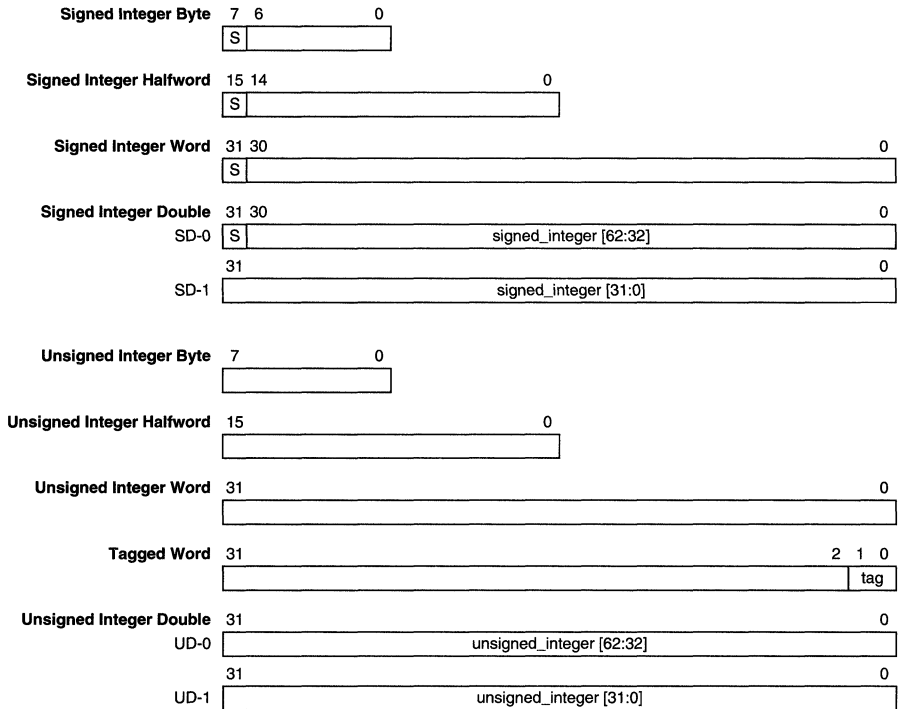 Signed Integer Byte 7 6 0
S
Signed Integer Halfword 15 14 0
S
Signed Integer Word 31 30 0
S
Signed Integer Double 31 30 0
SD-0 S signed_integer [62:32]
31 0
SD-1 signed_integer [31:0]
Unsigned Integer Byte 7 0
Unsigned Integer Halfword 15 0
Unsigned Integer Word 31 0
Tagged Word 31 2 1 0
tag
Unsigned Integer Double 31 0
UD-0 unsigned_integer [62:32]
31 0
UD-1 unsigned_integer [31:0]